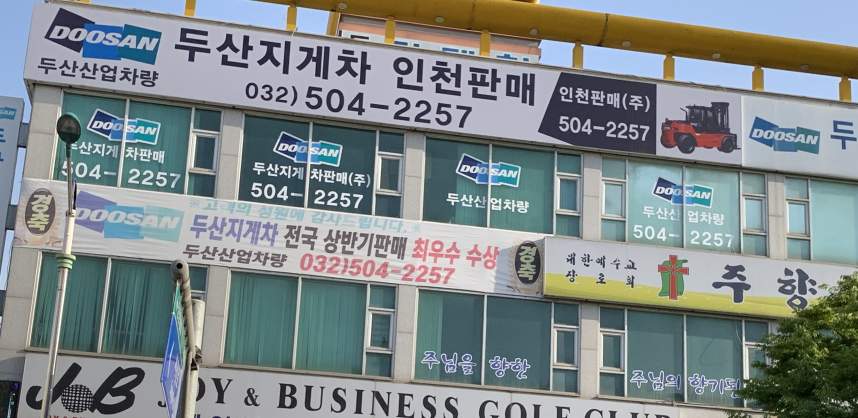 DOOSAN
두산산업차량
두산지게차 인천판매
032) 504-2257
인천판매(주)
504-2257
DOOSAN
DOOSAN
두산지게차판매
504-2257
DOOSAN
두산지게차판매(주)
504-2257
DOOSAN
두산산업차량
DOOSAN
두산산업차량
504-2257
경축
DOOSAN
고객의 성원에 감사드립니다.
두산지게차 전국 상반기판매 최우수 수상
두산산업차량 032)504-2257
경축
대한예수교
장로회
주향
주님을 향한
주님의 향기된
JOB JOY & BUSINESS GOLF CLUB